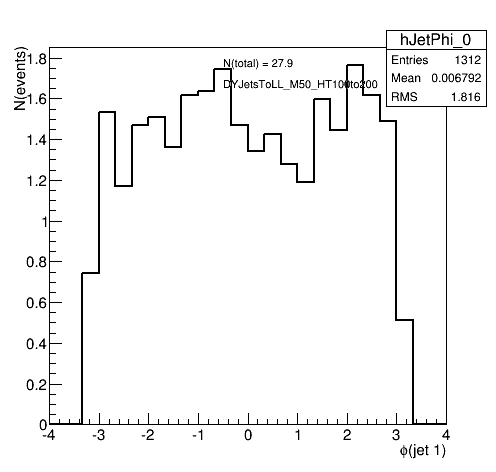 hJetPhi_0
Entries 1312
Mean 0.006792
RMS 1.816
N(total) = 27.9
DYJetsToLL_M50_HT100to200
N(events)
1.8
1.6
1.4
1.2
1
0.8
0.6
0.4
0.2
0
-4 -3 -2 -1 0 1 2 3 4
ϕ(jet 1)